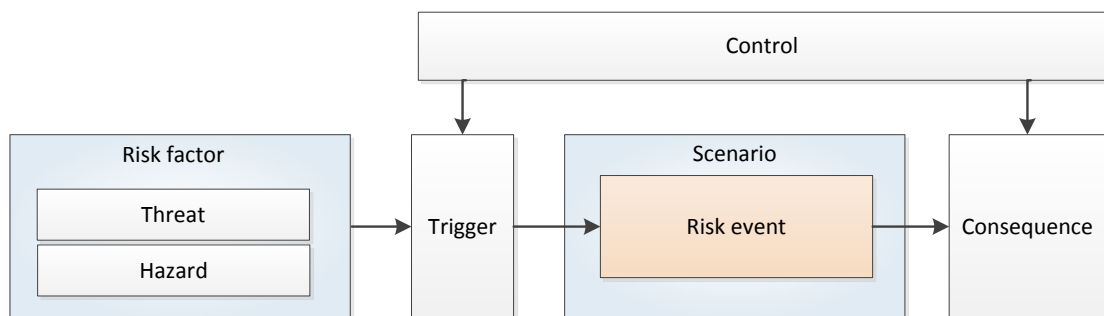 Control
Risk factor
Threat
Hazard
Trigger
Scenario
Risk event
Consequence